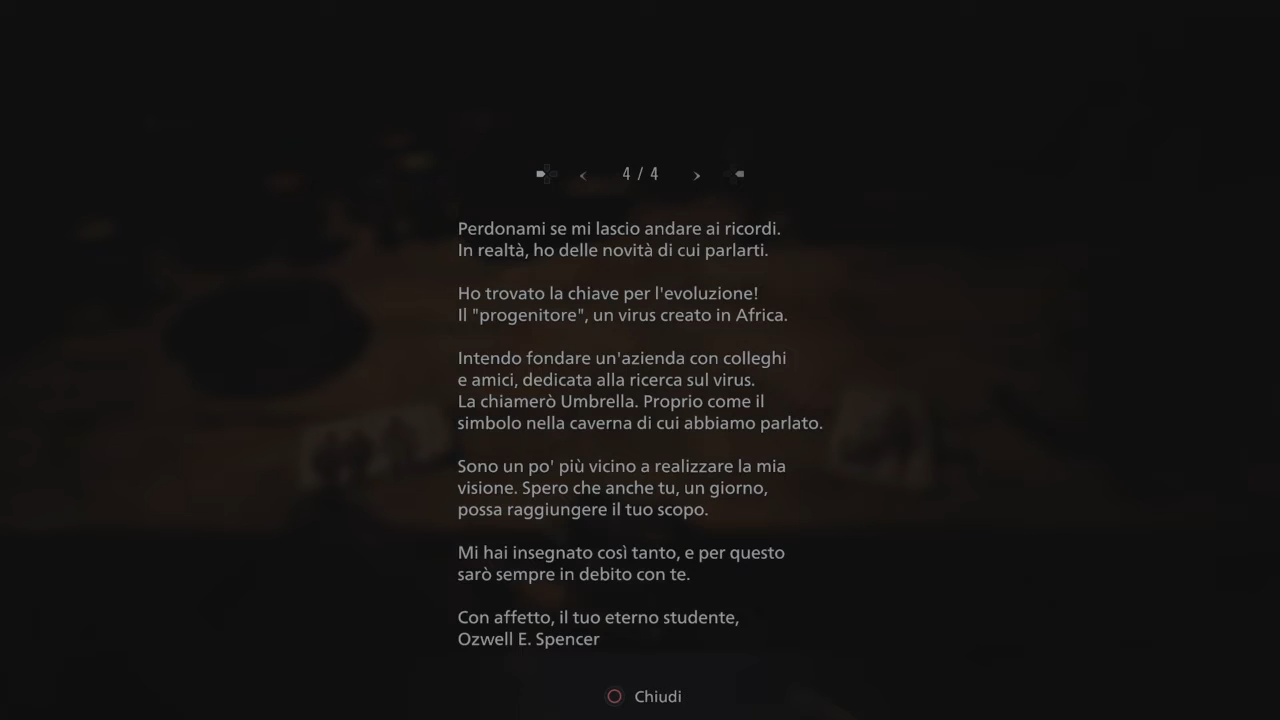 4 / 4
Perdonami se mi lascio andare ai ricordi.
In realtà, ho delle novità di cui parlarti.
Ho trovato la chiave per l'evoluzione!
Il "progenitore", un virus creato in Africa.
Intendo fondare un'azienda con colleghi
e amici, dedicata alla ricerca sul virus.
La chiamerò Umbrella. Proprio come il
simbolo nella caverna di cui abbiamo parlato.
Sono un po' più vicino a realizzare la mia
visione. Spero che anche tu, un giorno,
possa raggiungere il tuo scopo.
Mi hai insegnato così tanto, e per questo
sarò sempre in debito con te.
Con affetto, il tuo eterno studente,
Ozwell E. Spencer
Chiudi